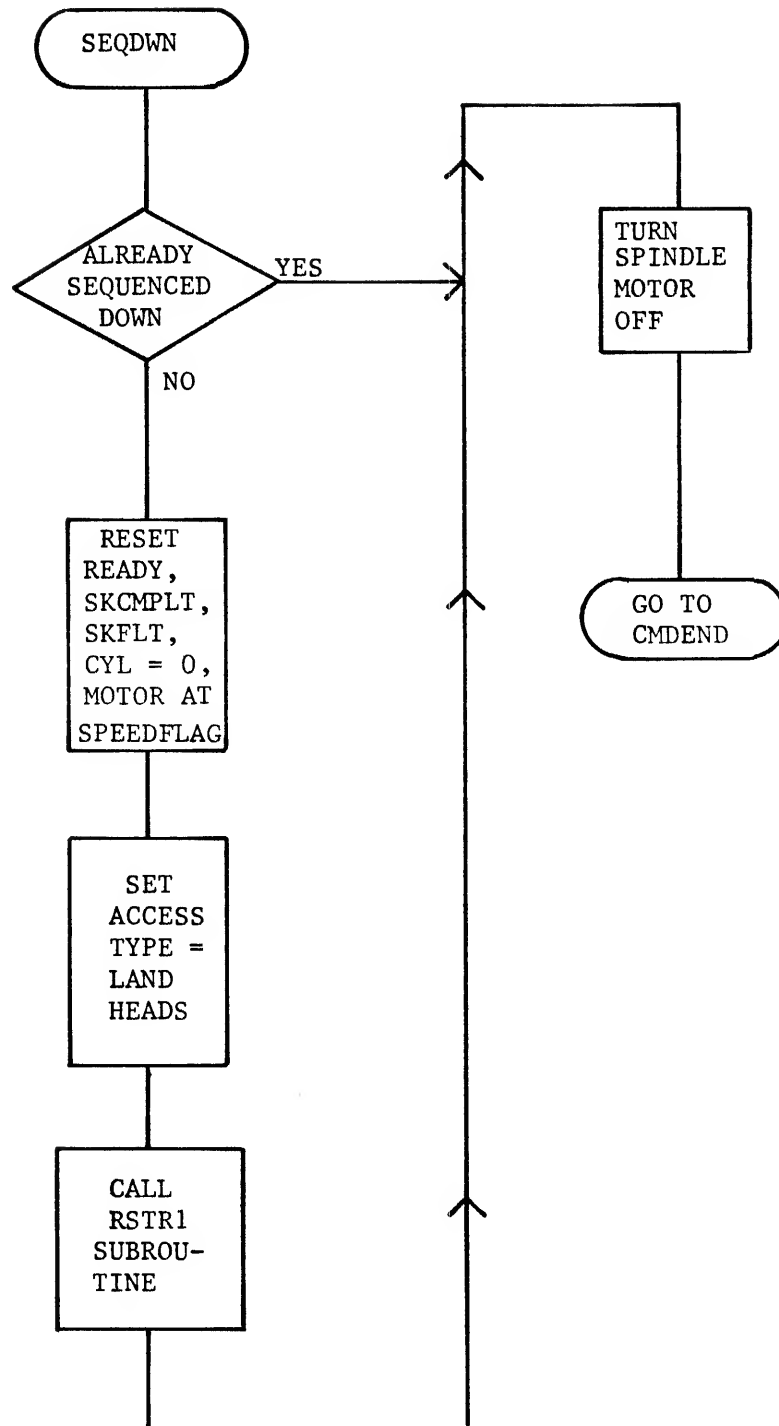 SEQDWN
ALREADY
SEQUENCED
DOWN
YES
NO
RESET
READY,
SKCMPLT,
SKFLT,
CYL = 0,
MOTOR AT
SPEEDFLAG
SET
ACCESS
TYPE =
LAND
HEADS
CALL
RSTR1
SUBROU-
TINE
TURN
SPINDLE
MOTOR
OFF
GO TO
CMDEND